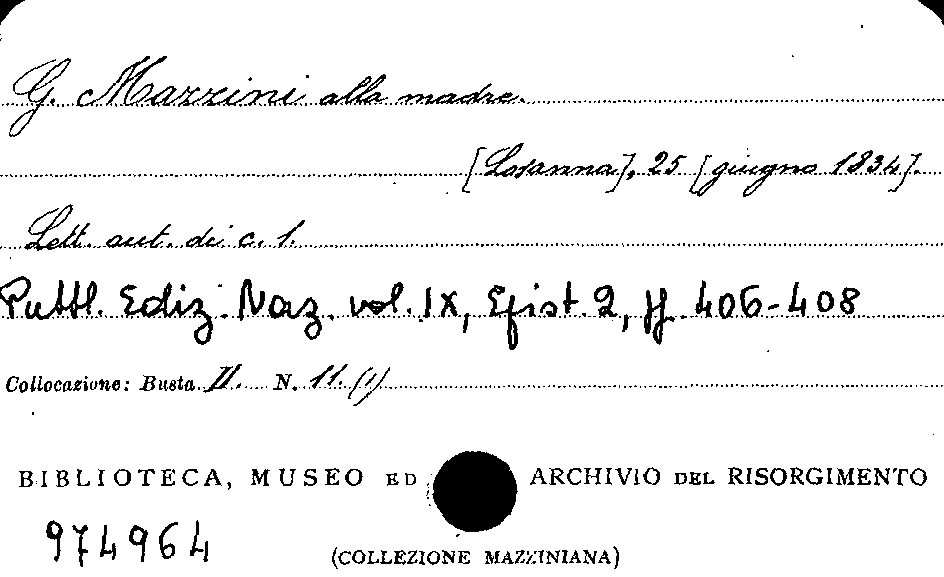 G. Mazzini alla madre.
[Losanna], 25 [giugno 1834].
Lett. aut. di c. 1.
Pubbl. Ediz. Naz. vol. IX, Epist. 2, pp. 406-408
Collocazione: Busta II. N. 11. (1)
BIBLIOTECA, MUSEO ED ARCHIVIO DEL RISORGIMENTO
974964
(COLLEZIONE MAZZINIANA)